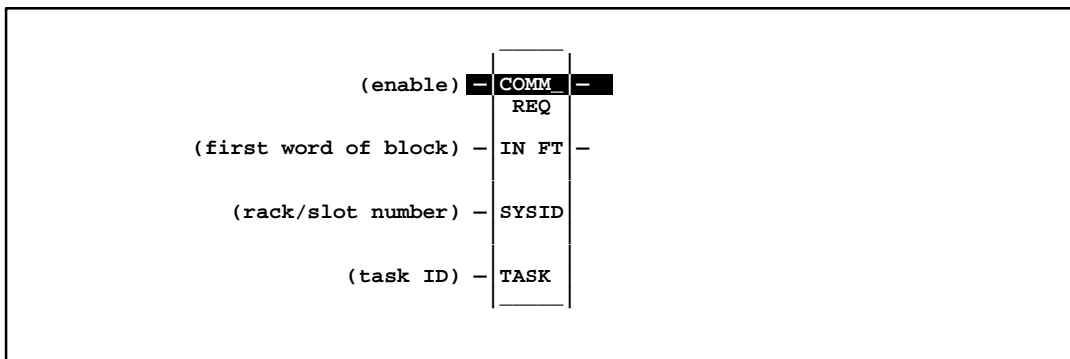 (enable) COMM_
REQ
(first word of block) IN FT
(rack/slot number) SYSID
(task ID) TASK